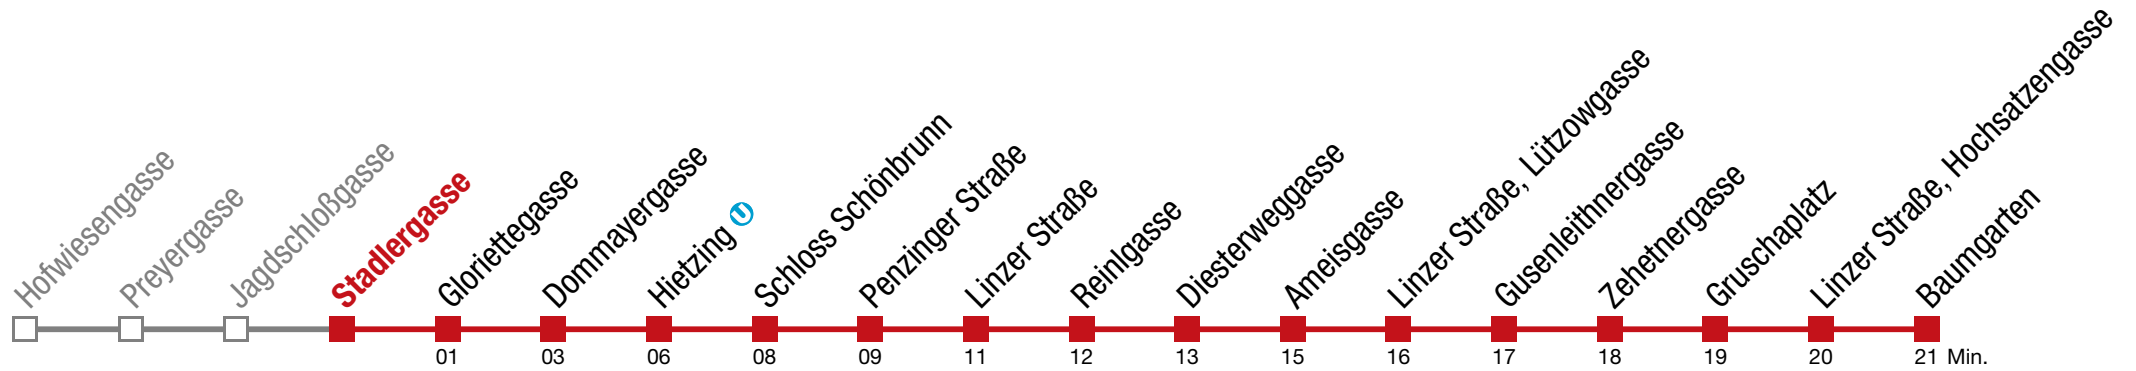 Hofwiesengasse
Preyergasse
Jagdschloßgasse
Stadlergasse
Gloriettegasse
Dommayergasse
Hietzing U
Schloss Schönbrunn
Penzinger Straße
Linzer Straße
Reinlgasse
Diesterweggasse
Ameisgasse
Linzer Straße, Lützowgasse
Gusenleithnergasse
Zehetnergasse
Gruschaplatz
Linzer Straße, Hochsatzengasse
Baumgarten
01 03 06 08 09 11 12 13 15 16 17 18 19 20 21 Min.